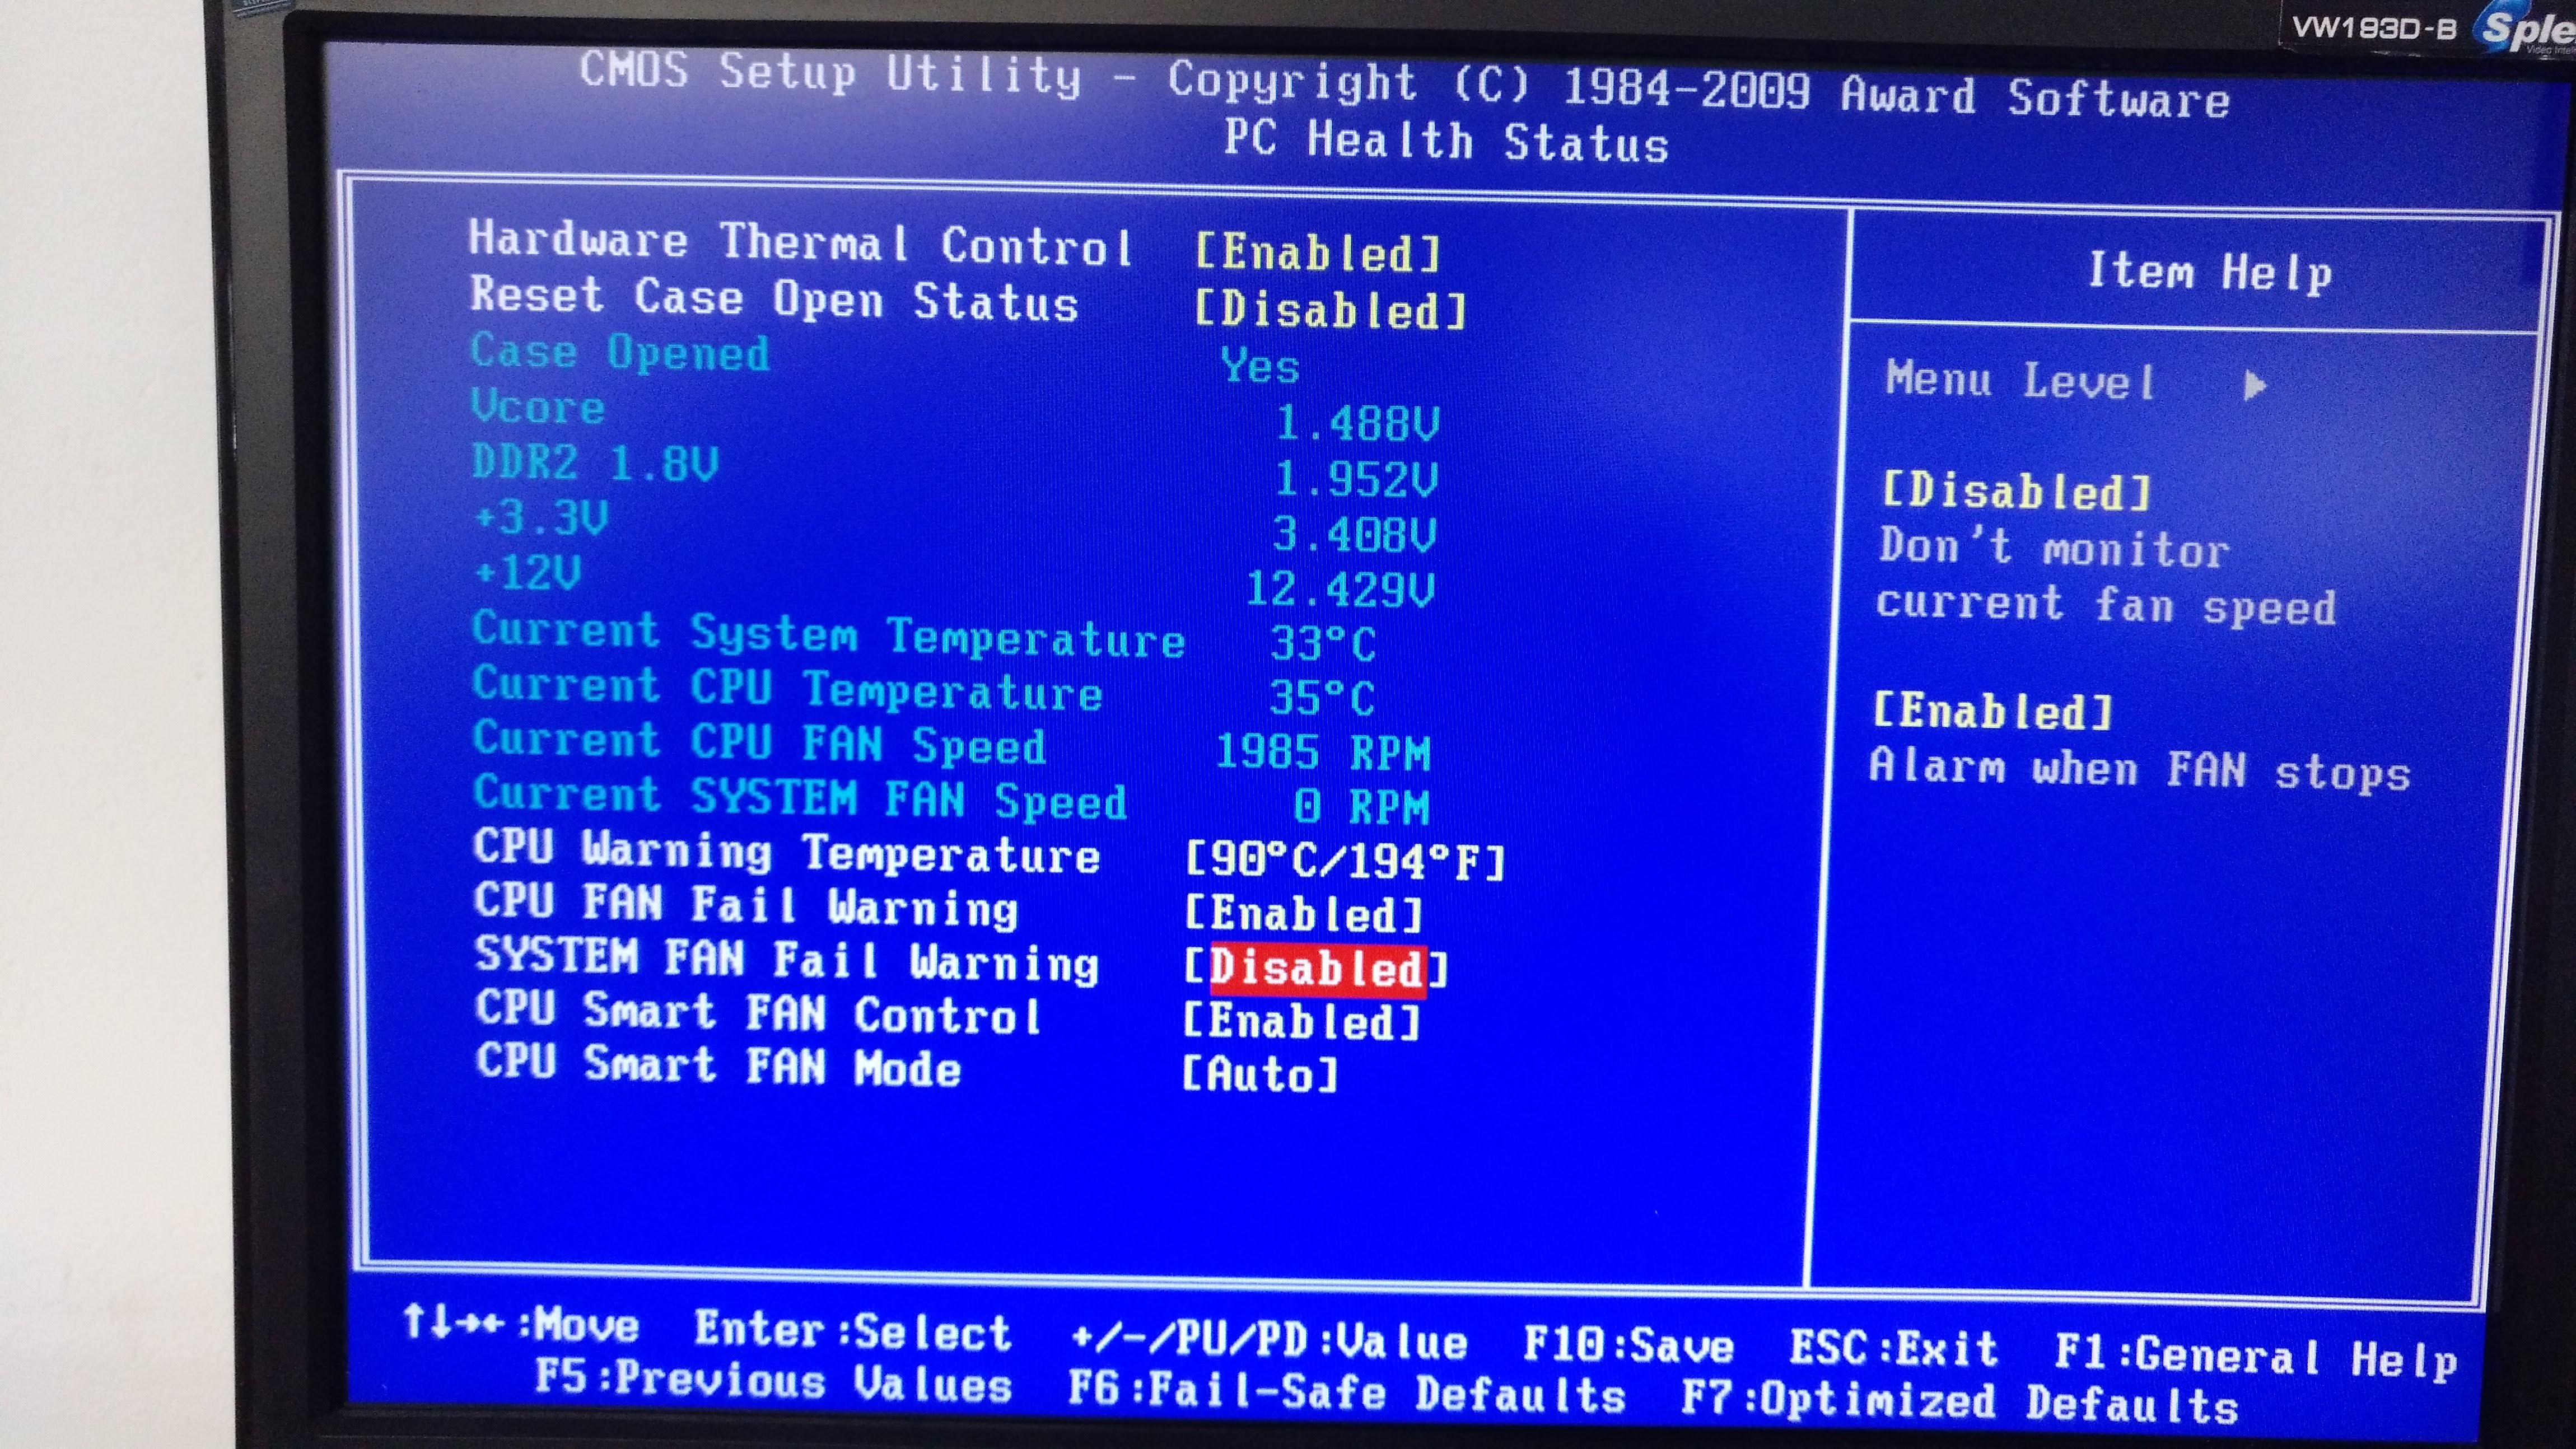 VW193D-B Sple
CMOS Setup Utility - Copyright (C) 1984-2009 Award Software
PC Health Status
Hardware Thermal Control [Enabled]
Reset Case Open Status [Disabled]
Case Opened Yes
Vcore 1.488V
DDR2 1.8V 1.952V
+3.3V 3.408V
+12V 12.429V
Current System Temperature 33°C
Current CPU Temperature 35°C
Current CPU FAN Speed 1985 RPM
Current SYSTEM FAN Speed 0 RPM
CPU Warning Temperature [90°C/194°F]
CPU FAN Fail Warning [Enabled]
SYSTEM FAN Fail Warning [Disabled]
CPU Smart FAN Control [Enabled]
CPU Smart FAN Mode [Auto]
Item Help
Menu Level ▶
[Disabled]
Don't monitor
current fan speed
[Enabled]
Alarm when FAN stops
↑↓→←:Move Enter:Select +/-/PU/PD:Value F10:Save ESC:Exit F1:General Help
F5:Previous Values F6:Fail-Safe Defaults F7:Optimized Defaults